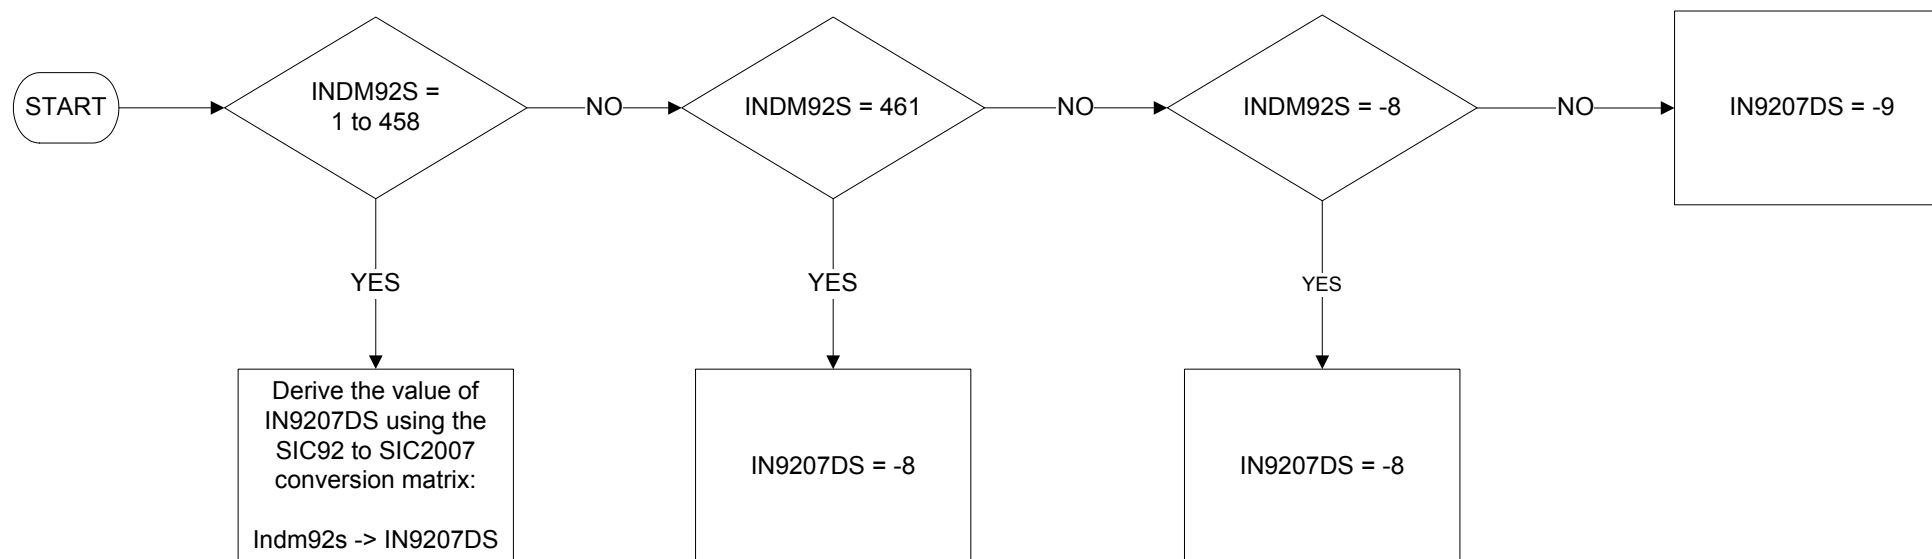 START
INDM92S =
1 to 458
NO
INDM92S = 461
NO
INDM92S = -8
NO
IN9207DS = -9
YES
YES
YES
Derive the value of
IN9207DS using the
SIC92 to SIC2007
conversion matrix:
Indm92s -> IN9207DS
IN9207DS = -8
IN9207DS = -8